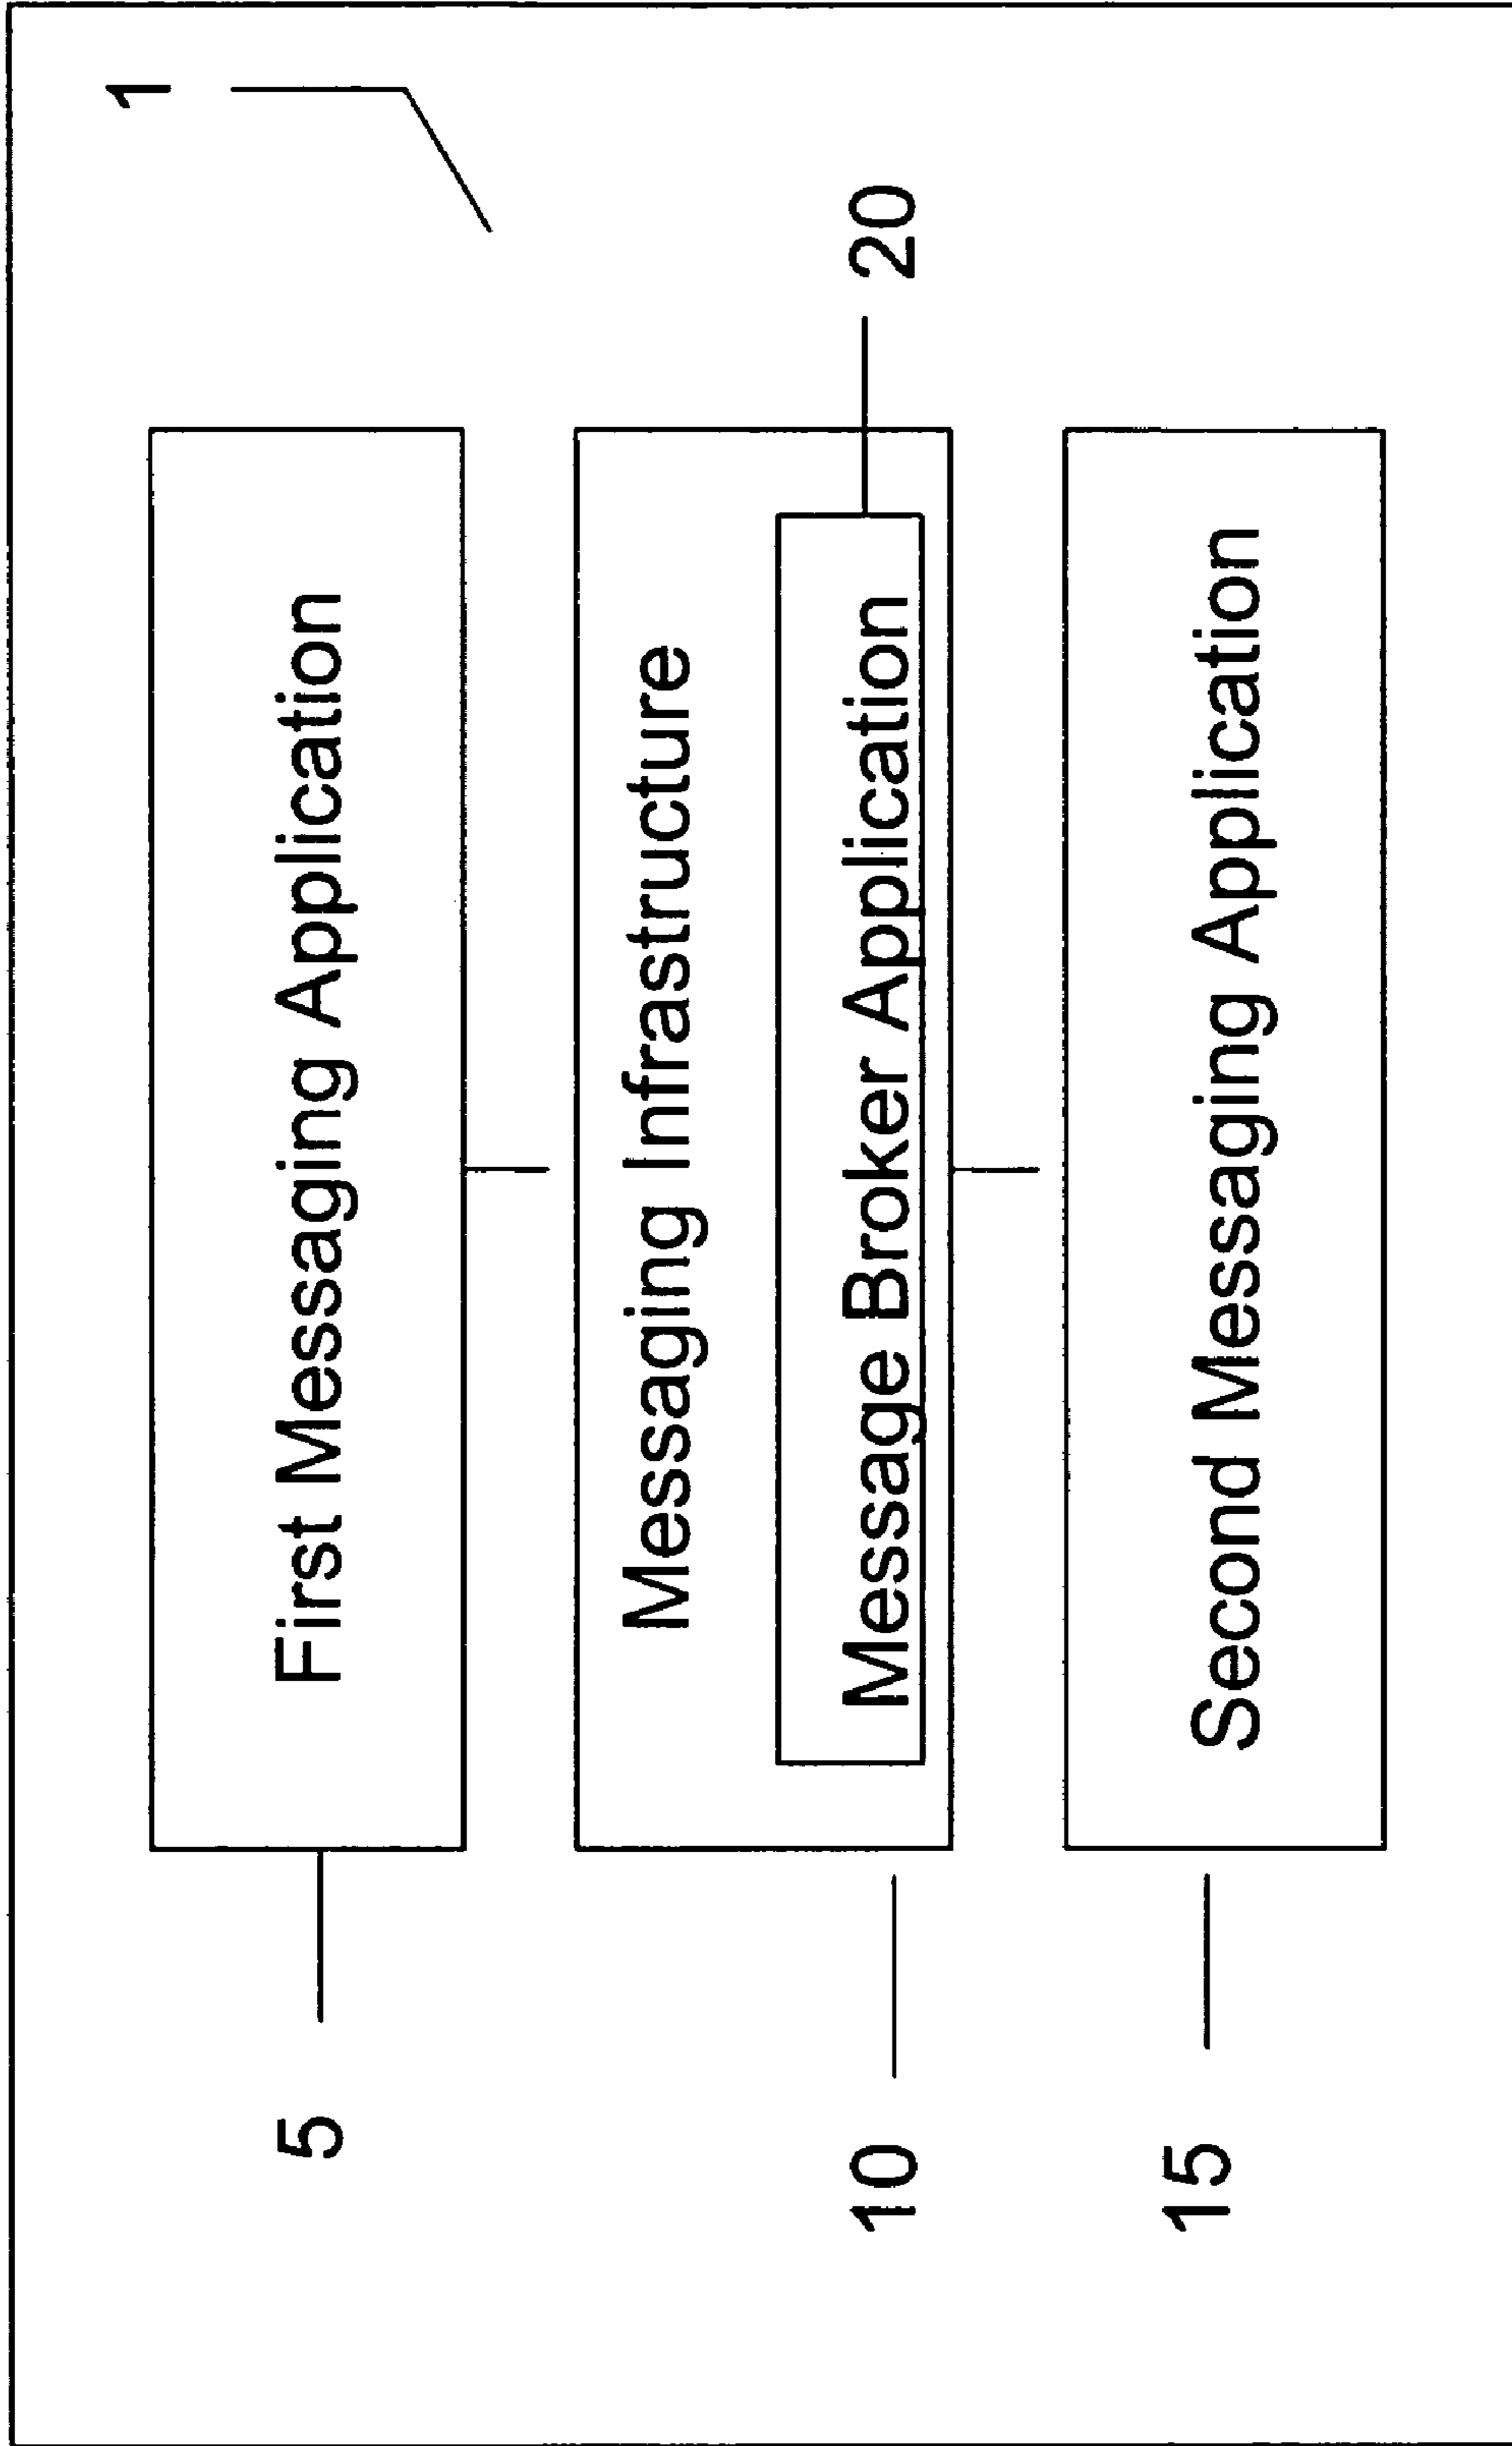 1
First Messaging Application
5
Messaging Infrastructure
Message Broker Application
20
10
Second Messaging Application
15